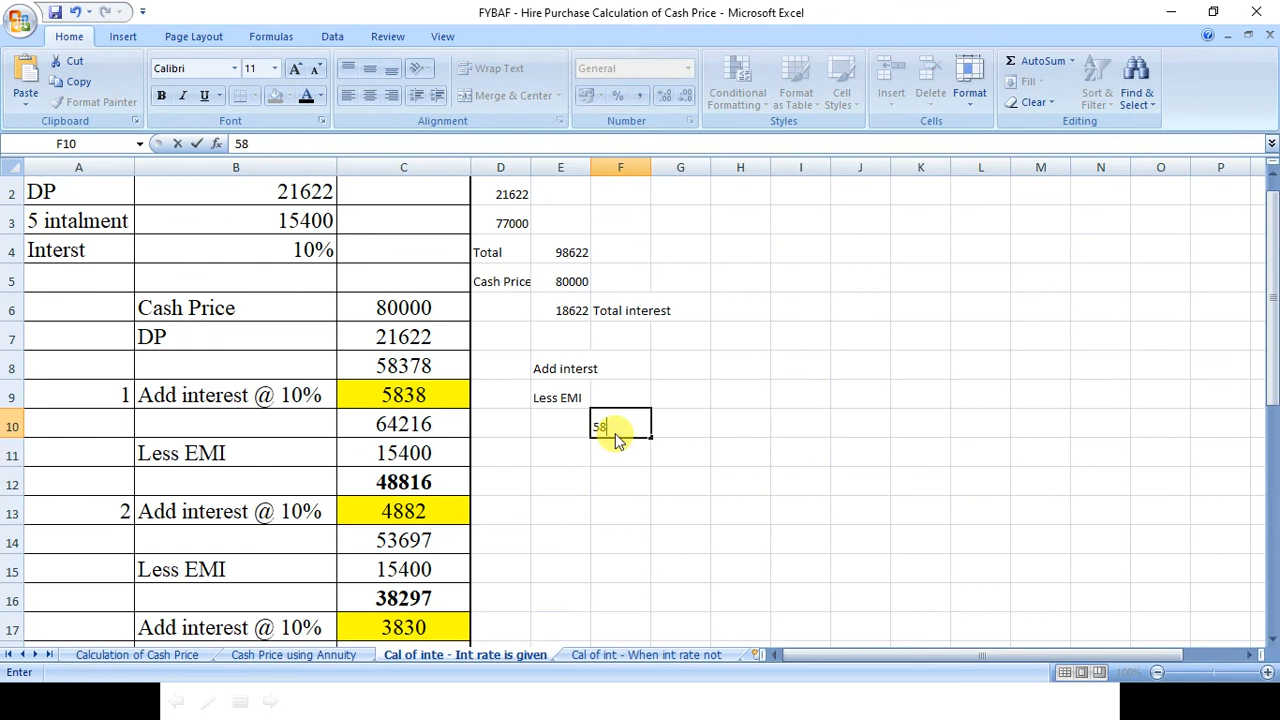 FYBAF - Hire Purchase Calculation of Cash Price - Microsoft Excel
Home Insert Page Layout Formulas Data Review View
Paste Cut Copy Format Painter Clipboard
Calibri 11 B I U A Font
Wrap Text Merge & Center Alignment
General % , Number
Conditional Formatting Format as Table Cell Styles Styles
Insert Delete Format Cells
Σ AutoSum Fill Clear Sort & Filter Find & Select Editing
F10 fx 58
A B C D E F G H I J K L M N O P
2 DP 21622 21622
3 5 intalment 15400 77000
4 Interst 10% Total 98622
5 Cash Price 80000
6 Cash Price 80000 18622 Total interest
7 DP 21622
8 58378 Add interst
9 1 Add interest @ 10% 5838 Less EMI
10 64216 58
11 Less EMI 15400
12 48816
13 2 Add interest @ 10% 4882
14 53697
15 Less EMI 15400
16 38297
17 Add interest @ 10% 3830
Calculation of Cash Price Cash Price using Annuity Cal of inte - Int rate is given Cal of int - When int rate not
Enter 100%